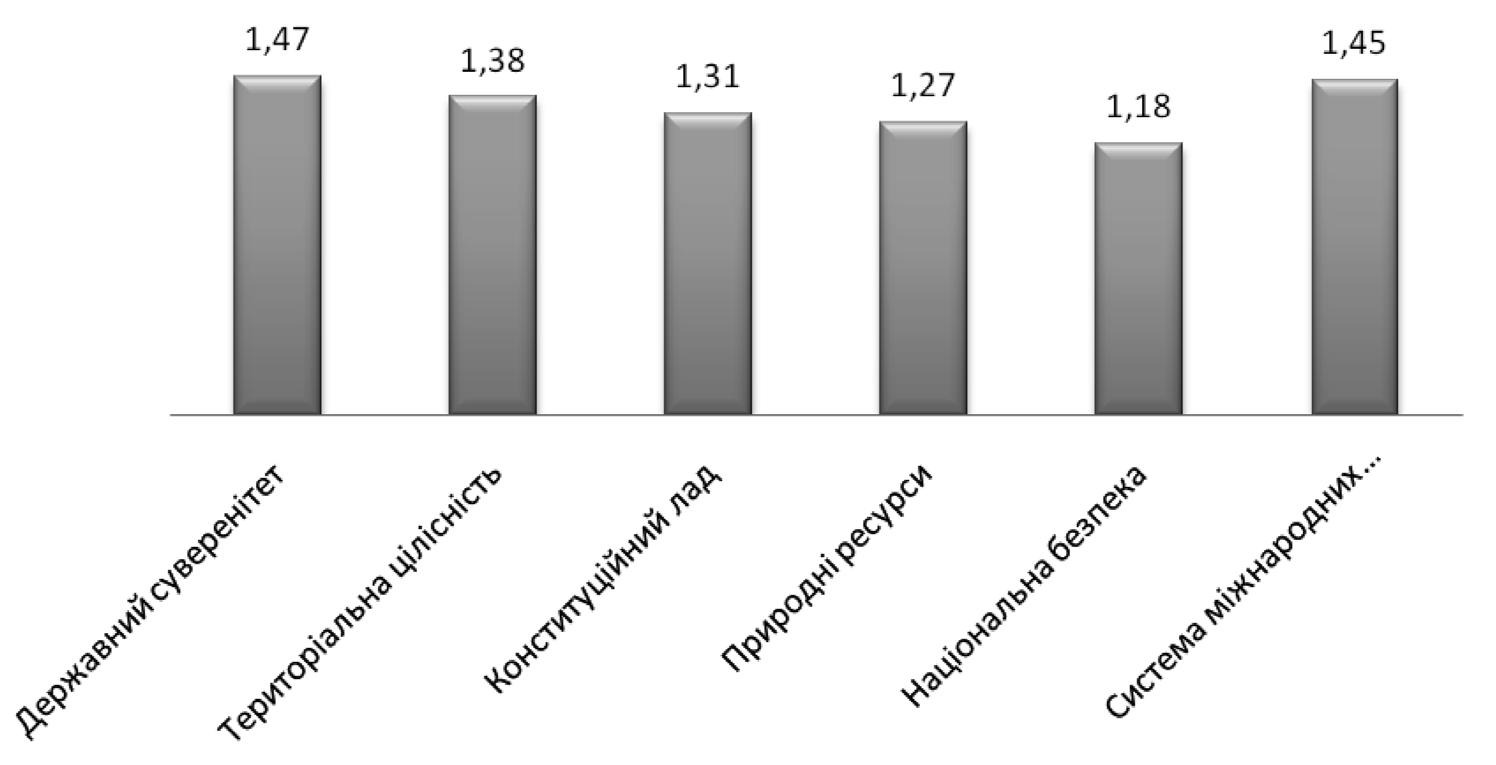 1,47
1,38
1,31
1,27
1,18
1,45
Державний суверенітет
Територіальна цілісність
Конституційний лад
Природні ресурси
Національна безпека
Система міжнародних...